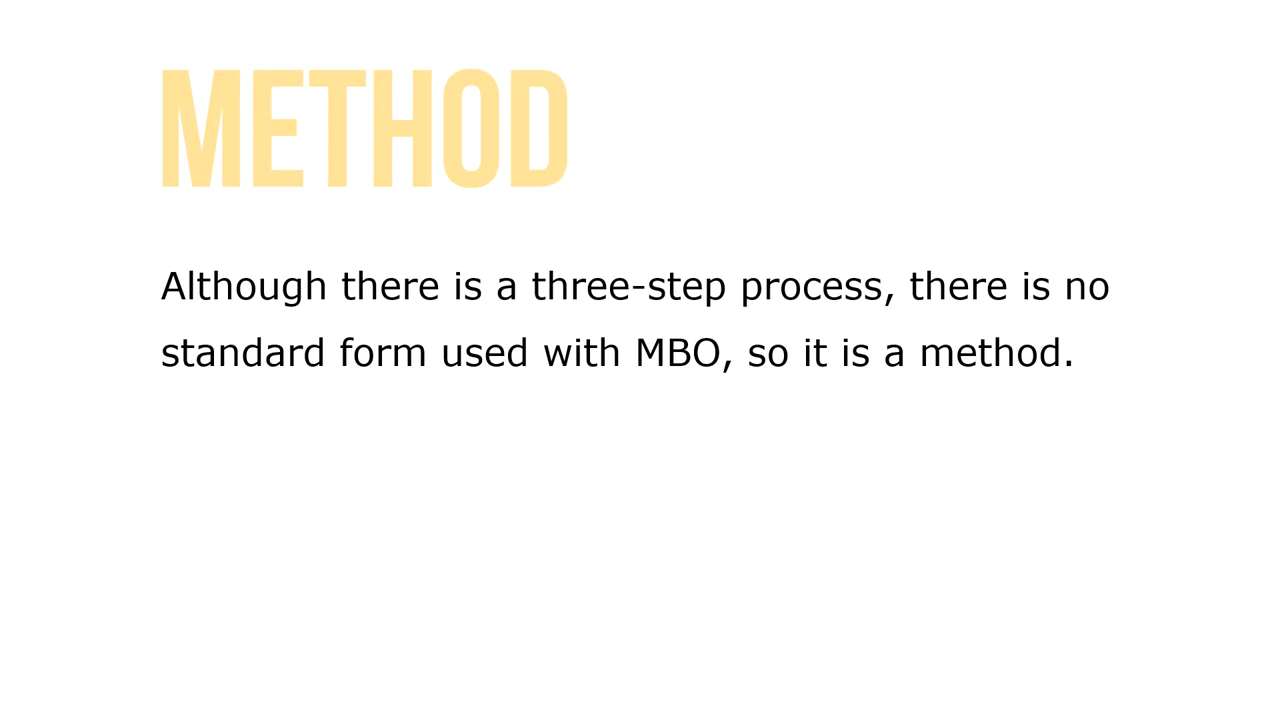 METHOD
Although there is a three-step process, there is no
standard form used with MBO, so it is a method.